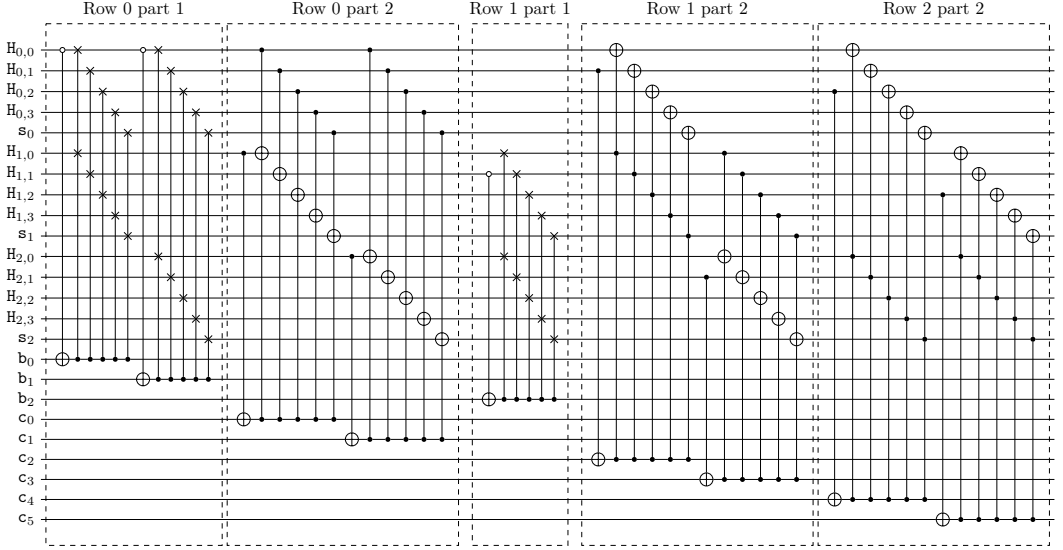 Row 0 part 1 Row 0 part 2 Row 1 part 1 Row 1 part 2 Row 2 part 2
H0,0
H0,1
H0,2
H0,3
s0
H1,0
H1,1
H1,2
H1,3
s1
H2,0
H2,1
H2,2
H2,3
s2
b0
b1
b2
c0
c1
c2
c3
c4
c5